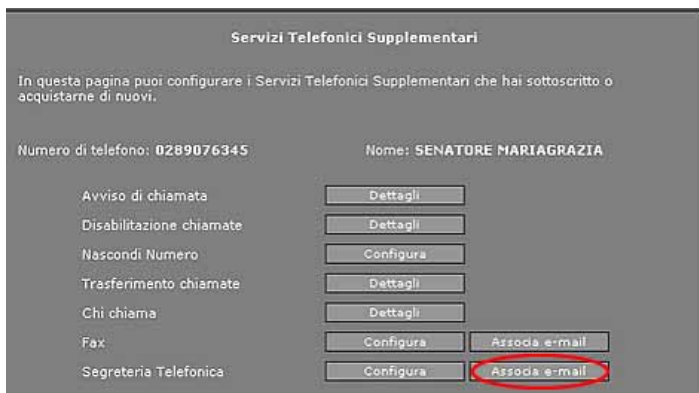 Servizi Telefonici Supplementari
In questa pagina puoi configurare i Servizi Telefonici Supplementari che hai sottoscritto o
acquistarne di nuovi.
Numero di telefono: 0289076345 Nome: SENATORE MARIAGRAZIA
Avviso di chiamata Dettagli
Disabilitazione chiamate Dettagli
Nascondi Numero Configura
Trasferimento chiamate Dettagli
Chi chiama Dettagli
Fax Configura Associa e-mail
Segreteria Telefonica Configura Associa e-mail